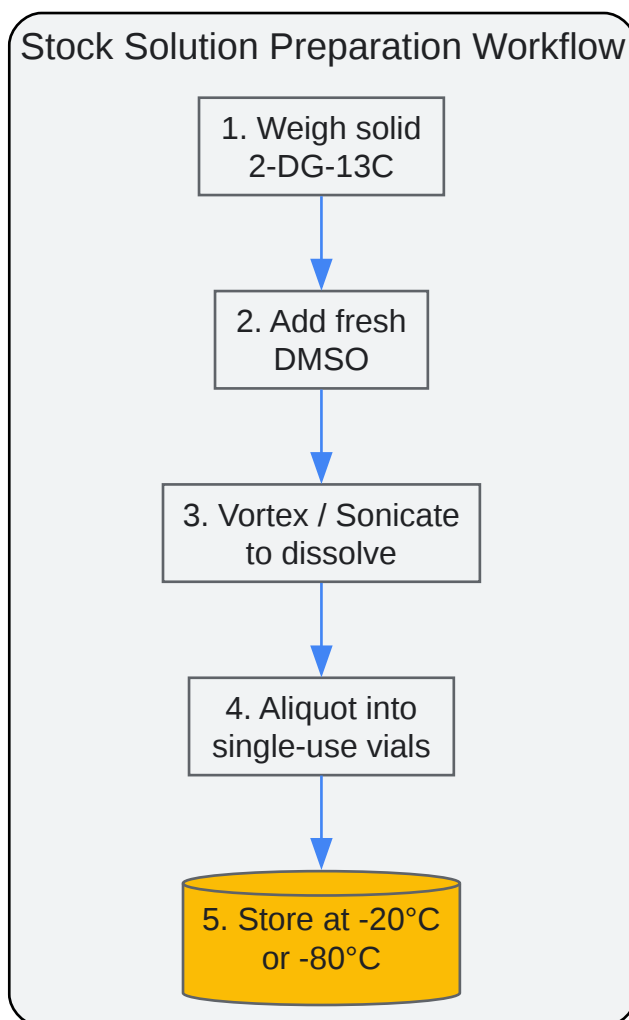 Stock Solution Preparation Workflow
1. Weigh solid
2-DG-13C
2. Add fresh
DMSO
3. Vortex / Sonicate
to dissolve
4. Aliquot into
single-use vials
5. Store at -20°C
or -80°C